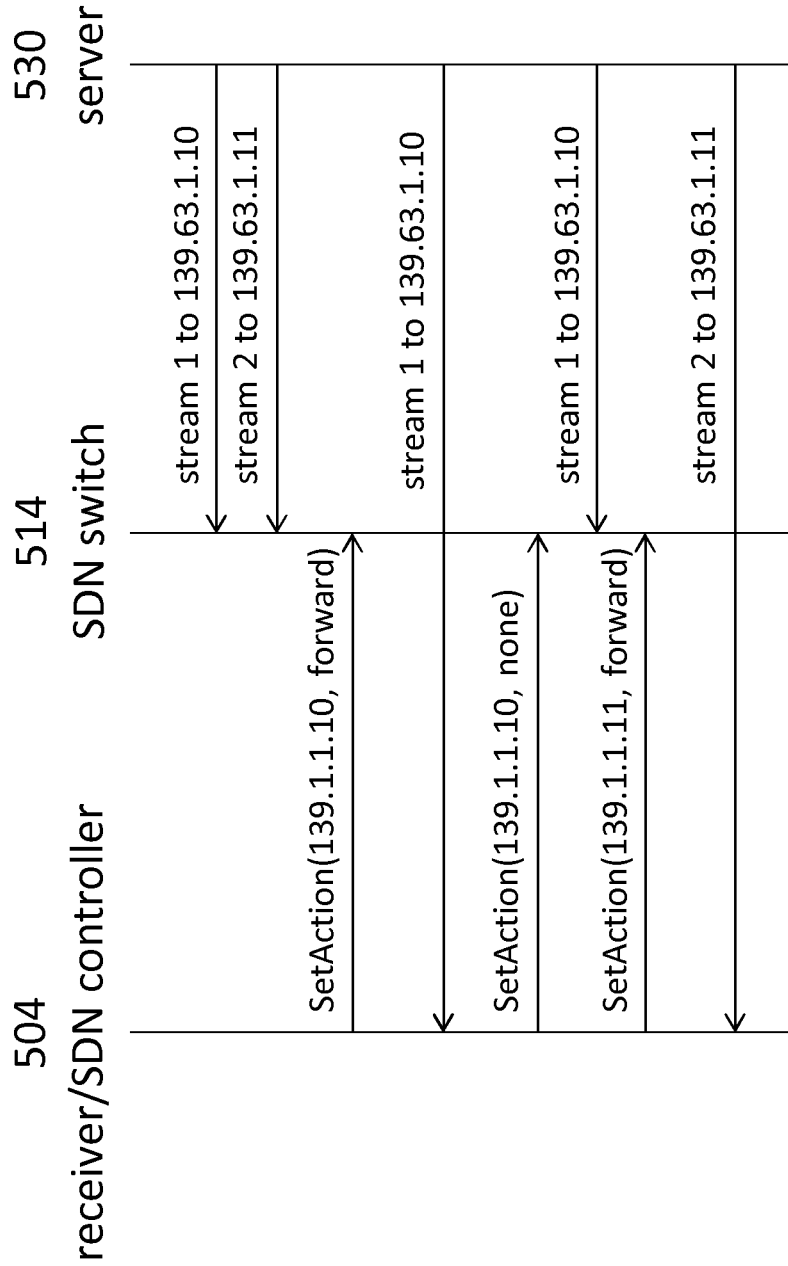 504
receiver/SDN controller
514
SDN switch
530
server
stream 1 to 139.63.1.10
stream 2 to 139.63.1.11
SetAction(139.1.1.10, forward)
stream 1 to 139.63.1.10
SetAction(139.1.1.10, none)
stream 1 to 139.63.1.10
SetAction(139.1.1.11, forward)
stream 2 to 139.63.1.11